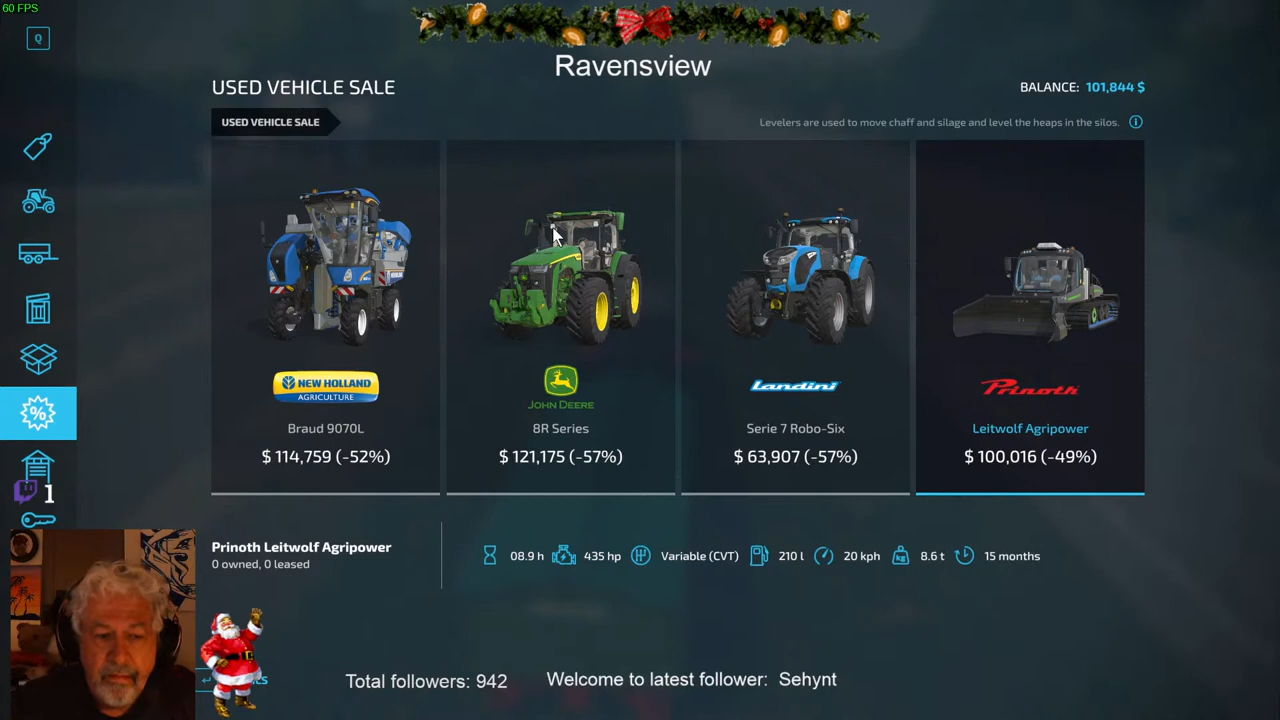 60 FPS
Q
Ravensview
USED VEHICLE SALE
BALANCE: 101,844 $
USED VEHICLE SALE
Levelers are used to move chaff and silage and level the heaps in the silos.
NEW HOLLAND
AGRICULTURE
JOHN DEERE
Landini
Prinoth
Braud 9070L
8R Series
Serie 7 Robo-Six
Leitwolf Agripower
$ 114,759 (-52%)
$ 121,175 (-57%)
$ 63,907 (-57%)
$ 100,016 (-49%)
1
Prinoth Leitwolf Agripower
0 owned, 0 leased
08.9 h
435 hp
Variable (CVT)
210 l
20 kph
8.6 t
15 months
Total followers: 942
Welcome to latest follower: Sehynt